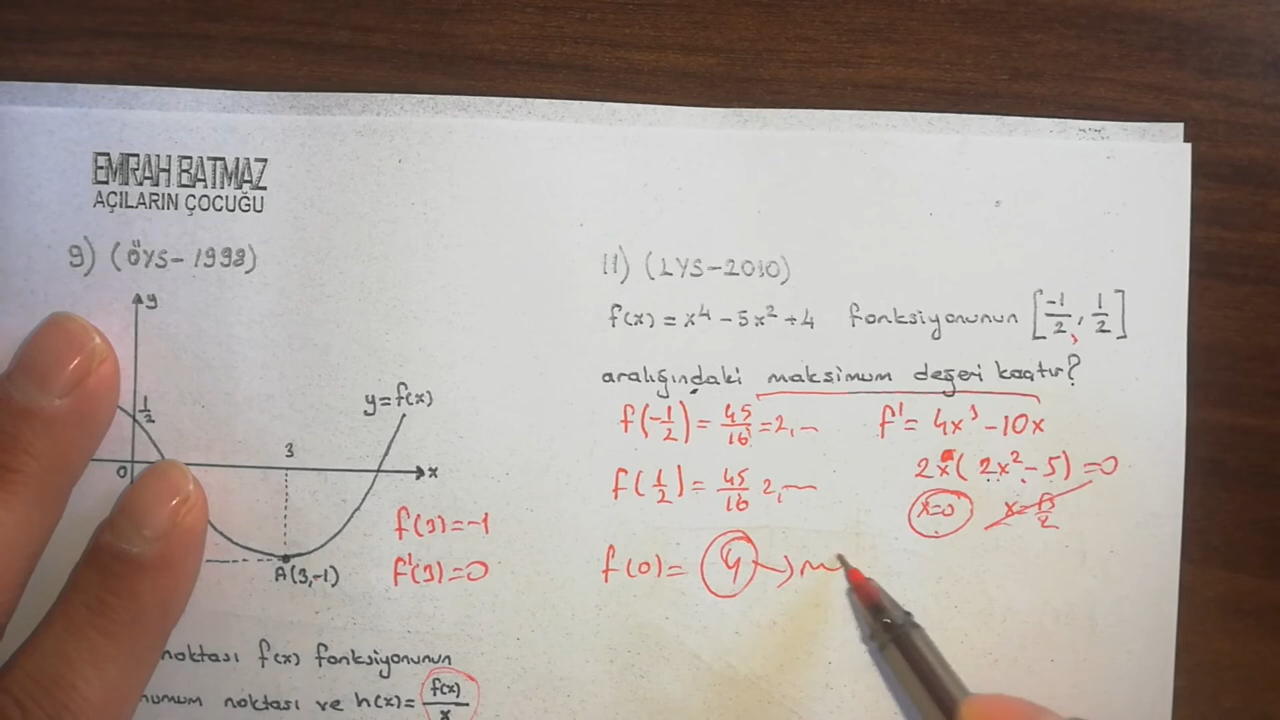 EMRAH BATMAZ
AÇILARIN ÇOCUĞU
9) (ÖYS-1998)
y
1/2
0
3
x
y=f(x)
A(3,-1)
f(3)=-1
f'(3)=0
noktası f(x) fonksiyonunun
noktası ve h(x)= f(x)/x
11) (LYS-2010)
f(x)=x⁴-5x²+4 fonksiyonunun [-1/2, 1/2]
aralığındaki maksimum değeri kaçtır?
f(-1/2)=45/16=2,
f(1/2)=45/16 2,
f(0)=4→
f'=4x³-10x
2x(2x²-5)=0
x=0